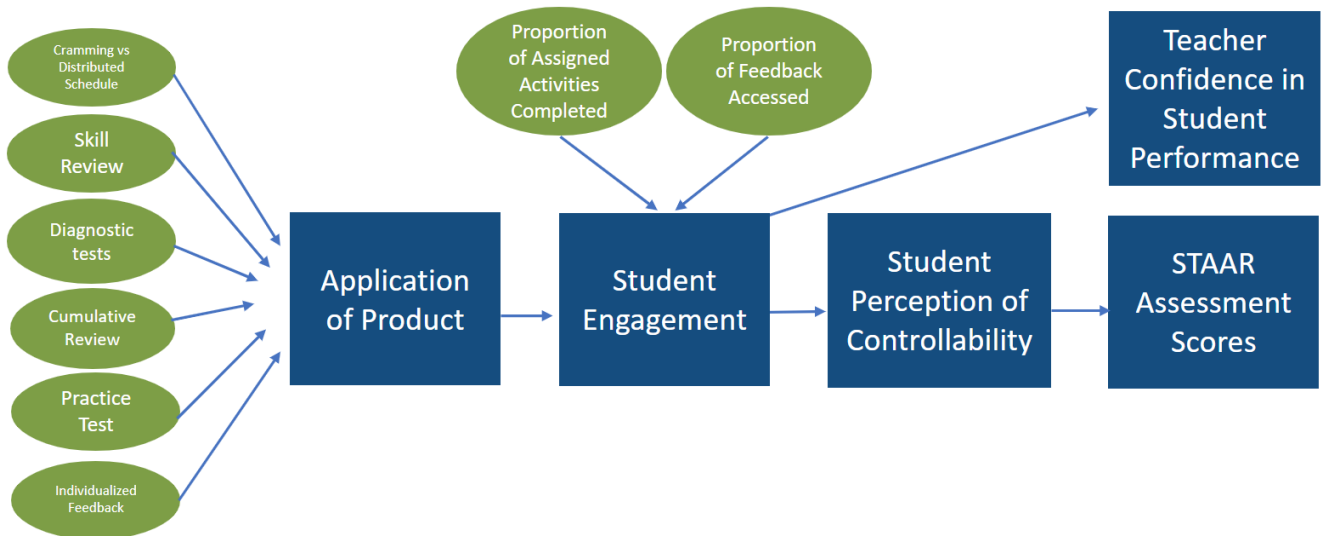 Cramming vs
Distributed
Schedule
Skill
Review
Diagnostic
tests
Cumulative
Review
Practice
Test
Individualized
Feedback
Application
of Product
Proportion
of Assigned
Activities
Completed
Proportion
of Feedback
Accessed
Student
Engagement
Student
Perception of
Controllability
Teacher
Confidence in
Student
Performance
STAAR
Assessment
Scores